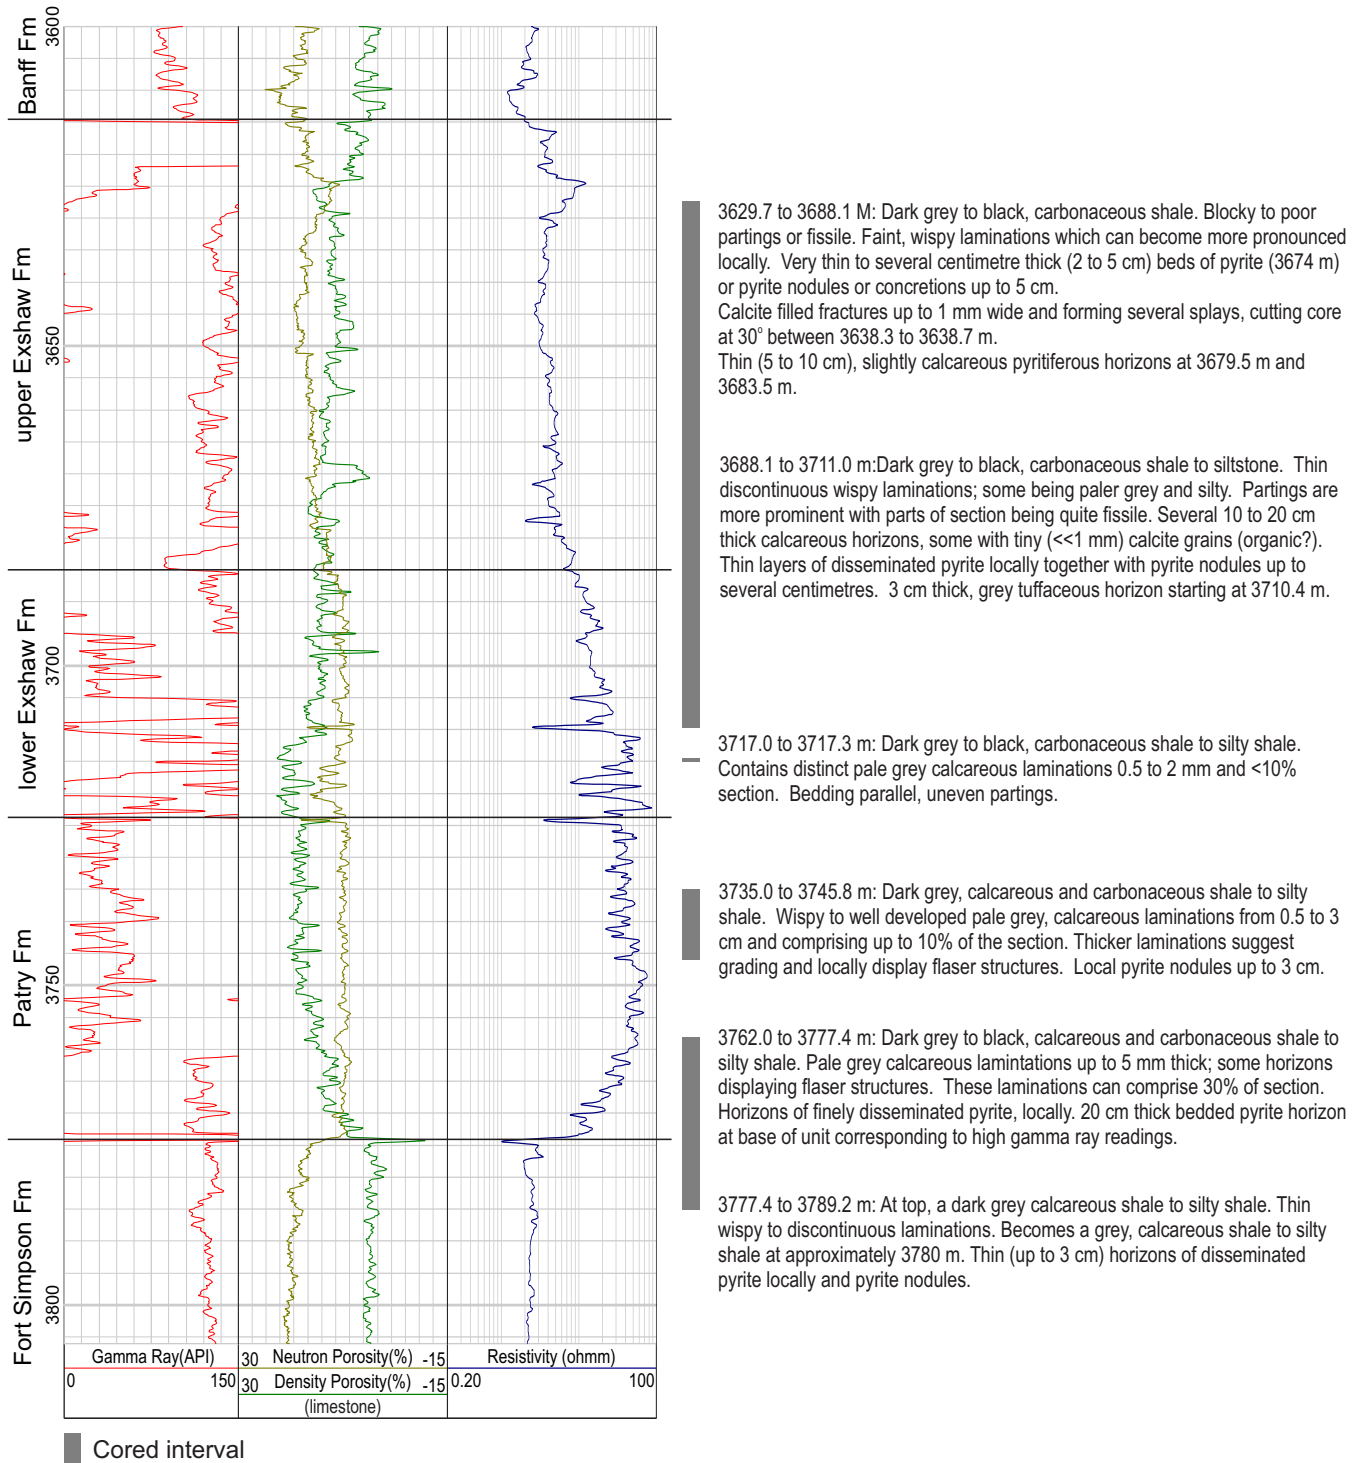 Banff Fm
upper Exshaw Fm
lower Exshaw Fm
Patry Fm
Fort Simpson Fm
3600
3650
3700
3750
3800
3629.7 to 3688.1 M: Dark grey to black, carbonaceous shale. Blocky to poor
partings or fissile. Faint, wispy laminations which can become more pronounced
locally. Very thin to several centimetre thick (2 to 5 cm) beds of pyrite (3674 m)
or pyrite nodules or concretions up to 5 cm.
Calcite filled fractures up to 1 mm wide and forming several splays, cutting core
at 30° between 3638.3 to 3638.7 m.
Thin (5 to 10 cm), slightly calcareous pyritiferous horizons at 3679.5 m and
3683.5 m.
3688.1 to 3711.0 m:Dark grey to black, carbonaceous shale to siltstone. Thin
discontinuous wispy laminations; some being paler grey and silty. Partings are
more prominent with parts of section being quite fissile. Several 10 to 20 cm
thick calcareous horizons, some with tiny (<<1 mm) calcite grains (organic?).
Thin layers of disseminated pyrite locally together with pyrite nodules up to
several centimetres. 3 cm thick, grey tuffaceous horizon starting at 3710.4 m.
3717.0 to 3717.3 m: Dark grey to black, carbonaceous shale to silty shale.
Contains distinct pale grey calcareous laminations 0.5 to 2 mm and <10%
section. Bedding parallel, uneven partings.
3735.0 to 3745.8 m: Dark grey, calcareous and carbonaceous shale to silty
shale. Wispy to well developed pale grey, calcareous laminations from 0.5 to 3
cm and comprising up to 10% of the section. Thicker laminations suggest
grading and locally display flaser structures. Local pyrite nodules up to 3 cm.
3762.0 to 3777.4 m: Dark grey to black, calcareous and carbonaceous shale to
silty shale. Pale grey calcareous lamintations up to 5 mm thick; some horizons
displaying flaser structures. These laminations can comprise 30% of section.
Horizons of finely disseminated pyrite, locally. 20 cm thick bedded pyrite horizon
at base of unit corresponding to high gamma ray readings.
3777.4 to 3789.2 m: At top, a dark grey calcareous shale to silty shale. Thin
wispy to discontinuous laminations. Becomes a grey, calcareous shale to silty
shale at approximately 3780 m. Thin (up to 3 cm) horizons of disseminated
pyrite locally and pyrite nodules.
Gamma Ray(API)
0 150
30 Neutron Porosity(%) -15
30 Density Porosity(%) -15
(limestone)
Resistivity (ohmm)
0.20 100
Cored interval